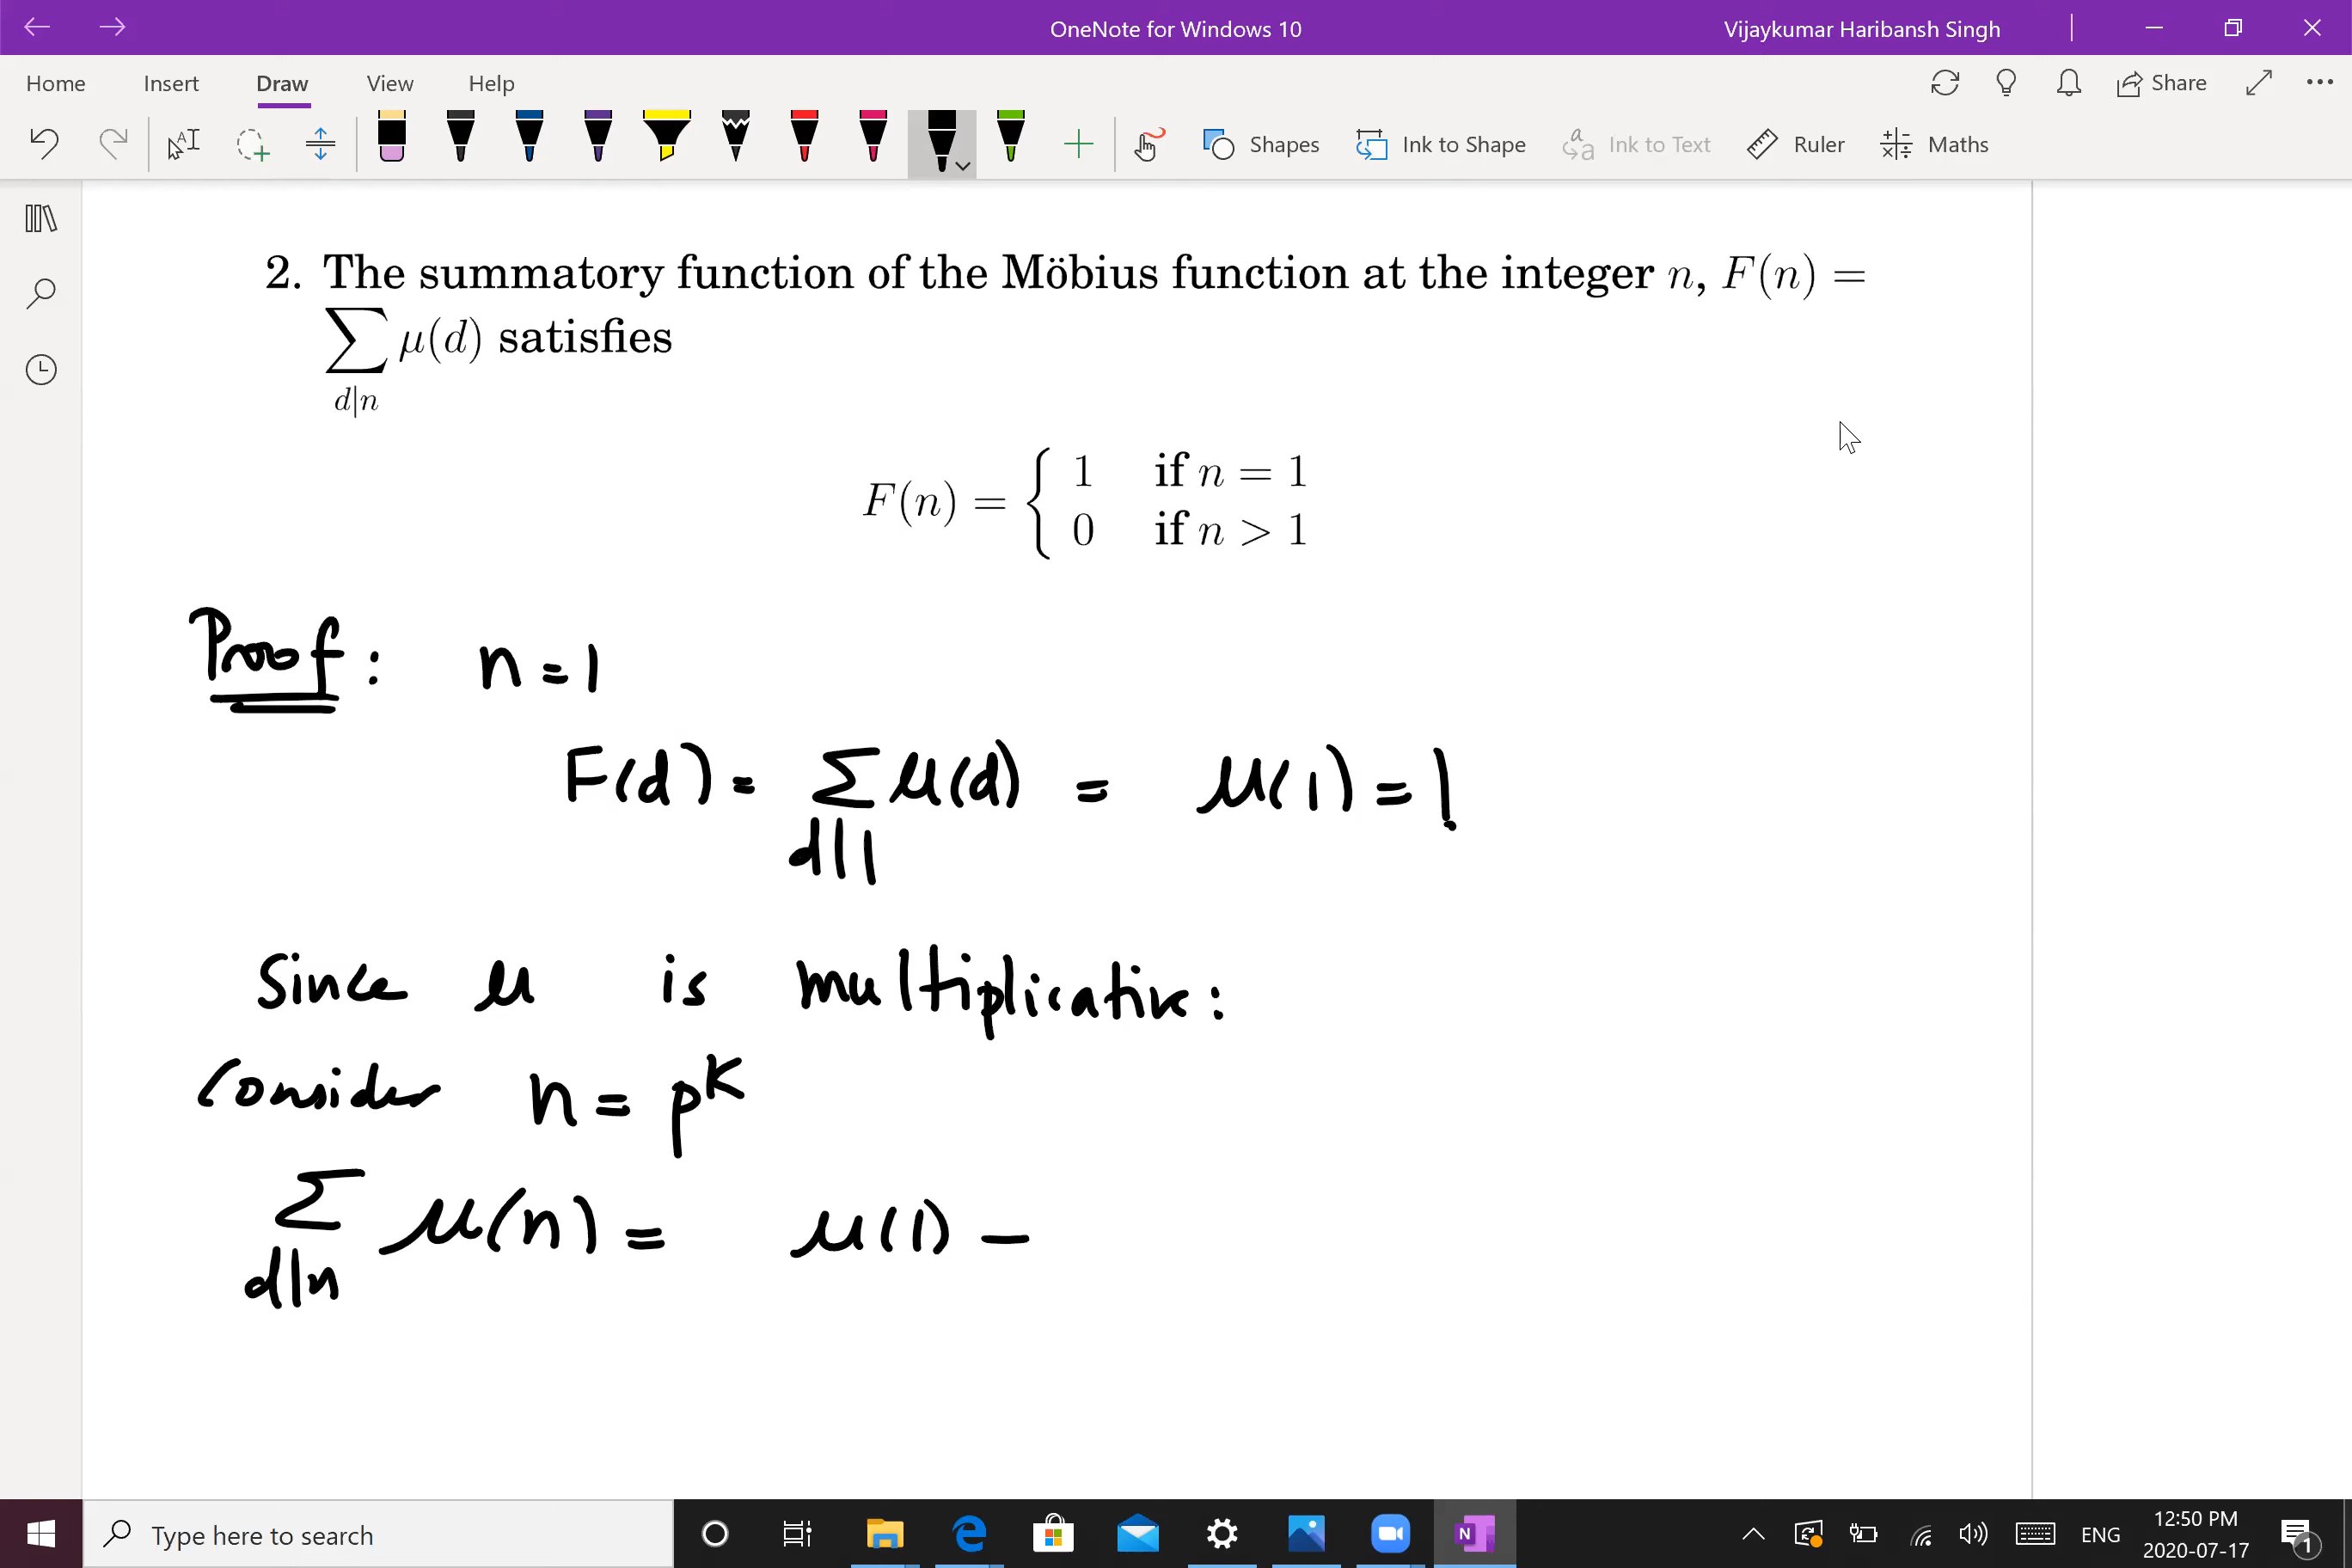 OneNote for Windows 10
Vijaykumar Haribansh Singh
Home Insert Draw View Help
Share
Shapes Ink to Shape Ink to Text Ruler Maths
2. The summatory function of the Möbius function at the integer n, F(n) =
∑ μ(d) satisfies
d|n
F(n) = { 1 if n = 1
0 if n > 1
Proof: n = 1
F(d) = ∑ μ(d) = μ(1) = 1.
d|1
Since μ is multiplicative:
Consider n = p^k
∑ μ(n) = μ(1) –
d|n
Type here to search
ENG
12:50 PM
2020-07-17
1